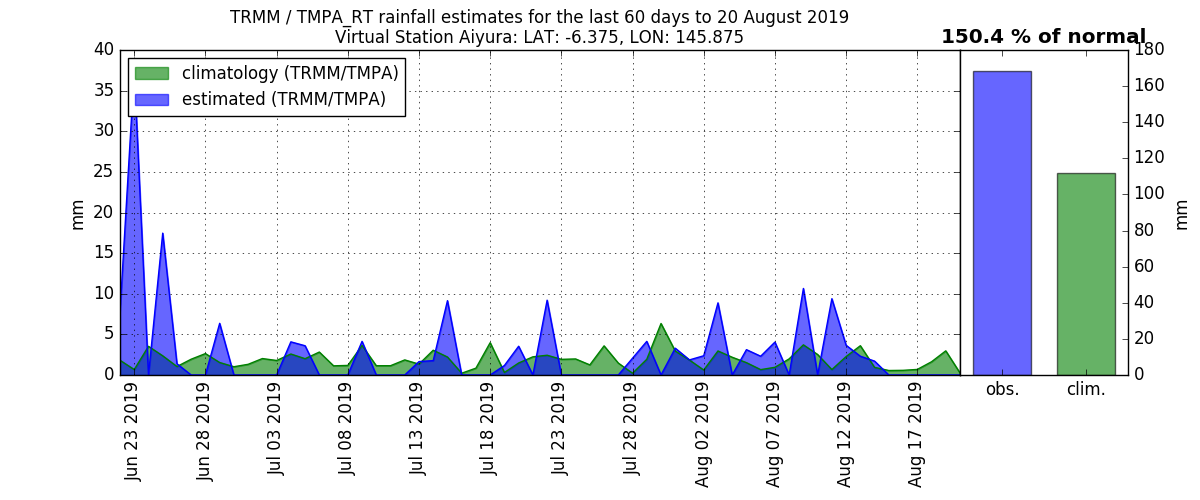 TRMM / TMPA_RT rainfall estimates for the last 60 days to 20 August 2019
Virtual Station Aiyura: LAT: -6.375, LON: 145.875
150.4 % of normal
climatology (TRMM/TMPA)
estimated (TRMM/TMPA)
mm
40
35
30
25
20
15
10
5
0
Jun 23 2019
Jun 28 2019
Jul 03 2019
Jul 08 2019
Jul 13 2019
Jul 18 2019
Jul 23 2019
Jul 28 2019
Aug 02 2019
Aug 07 2019
Aug 12 2019
Aug 17 2019
obs.
clim.
180
160
140
120
100
80
60
40
20
0
mm